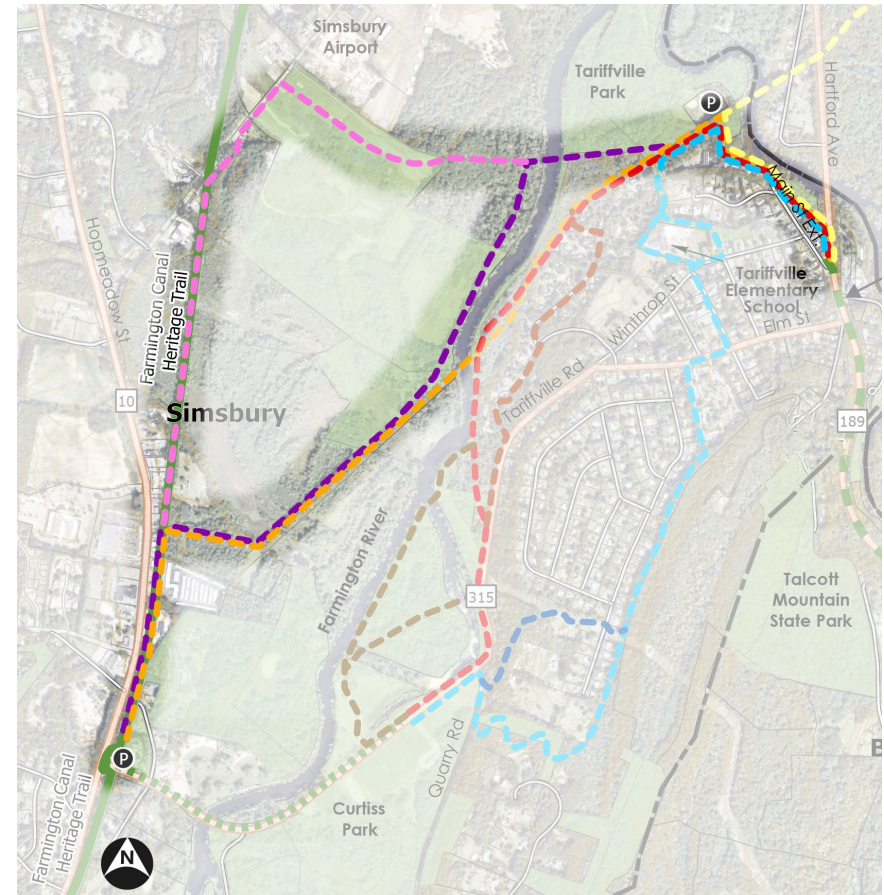 Simsbury
Airport
Tariffville
Park
P
Hartford Ave
Main St Ext
Hopmeadow St
Farmington Canal
Heritage Trail
Tariffville
Elementary
School
Winthrop St
Elm St
Tariffville Rd
10
Simsbury
189
Farmington River
315
Talcott
Mountain
State Park
P
Quarry Rd
Curtiss
Park
Farmington Canal
Heritage Trail
B
N